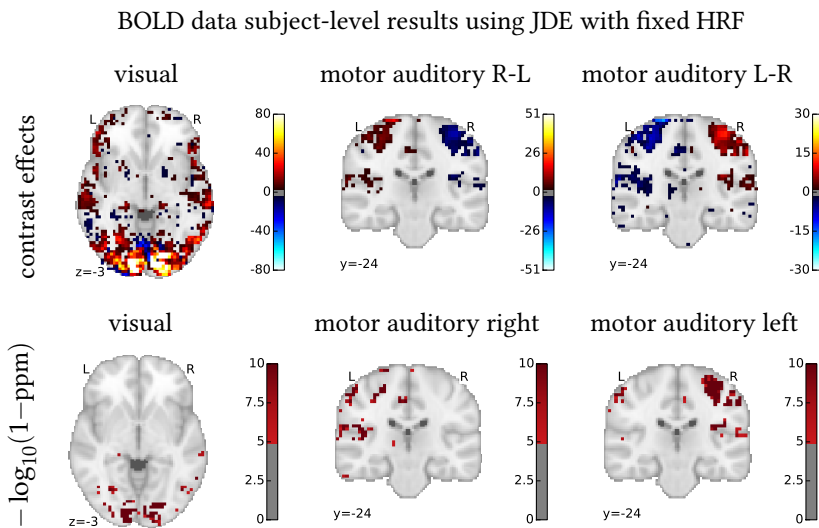 BOLD data subject-level results using JDE with fixed HRF
visual
motor auditory R-L
motor auditory L-R
contrast effects
L
R
z=-3
80
40
0
-40
-80
L
R
y=-24
51
26
0
-26
-51
L
R
y=-24
30
15
0
-15
-30
visual
motor auditory right
motor auditory left
− log₁₀(1−ppm)
L
R
z=-3
10
7.5
5
2.5
0
L
R
y=-24
10
7.5
5
2.5
0
L
R
y=-24
10
7.5
5
2.5
0